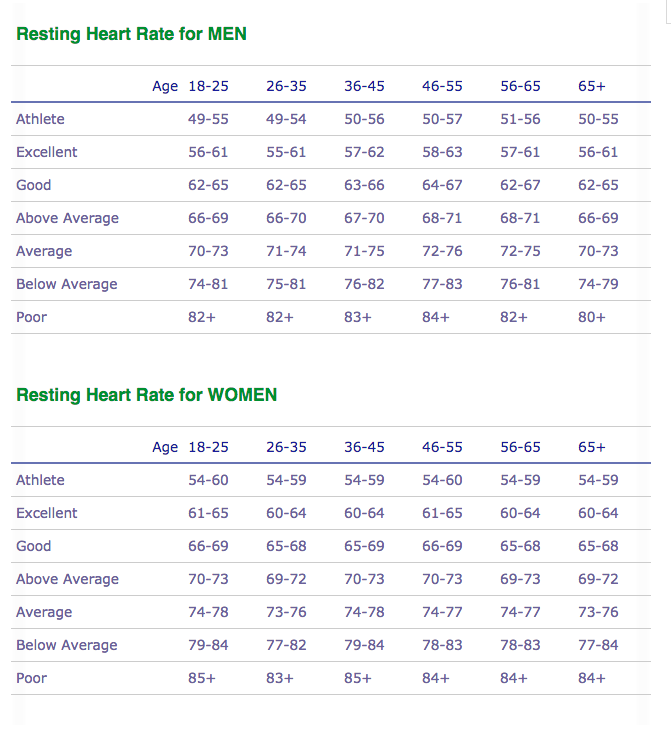 Resting Heart Rate for MEN
Age 18-25 26-35 36-45 46-55 56-65 65+
Athlete 49-55 49-54 50-56 50-57 51-56 50-55
Excellent 56-61 55-61 57-62 58-63 57-61 56-61
Good 62-65 62-65 63-66 64-67 62-67 62-65
Above Average 66-69 66-70 67-70 68-71 68-71 66-69
Average 70-73 71-74 71-75 72-76 72-75 70-73
Below Average 74-81 75-81 76-82 77-83 76-81 74-79
Poor 82+ 82+ 83+ 84+ 82+ 80+
Resting Heart Rate for WOMEN
Age 18-25 26-35 36-45 46-55 56-65 65+
Athlete 54-60 54-59 54-59 54-60 54-59 54-59
Excellent 61-65 60-64 60-64 61-65 60-64 60-64
Good 66-69 65-68 65-69 66-69 65-68 65-68
Above Average 70-73 69-72 70-73 70-73 69-73 69-72
Average 74-78 73-76 74-78 74-77 74-77 73-76
Below Average 79-84 77-82 79-84 78-83 78-83 77-84
Poor 85+ 83+ 85+ 84+ 84+ 84+